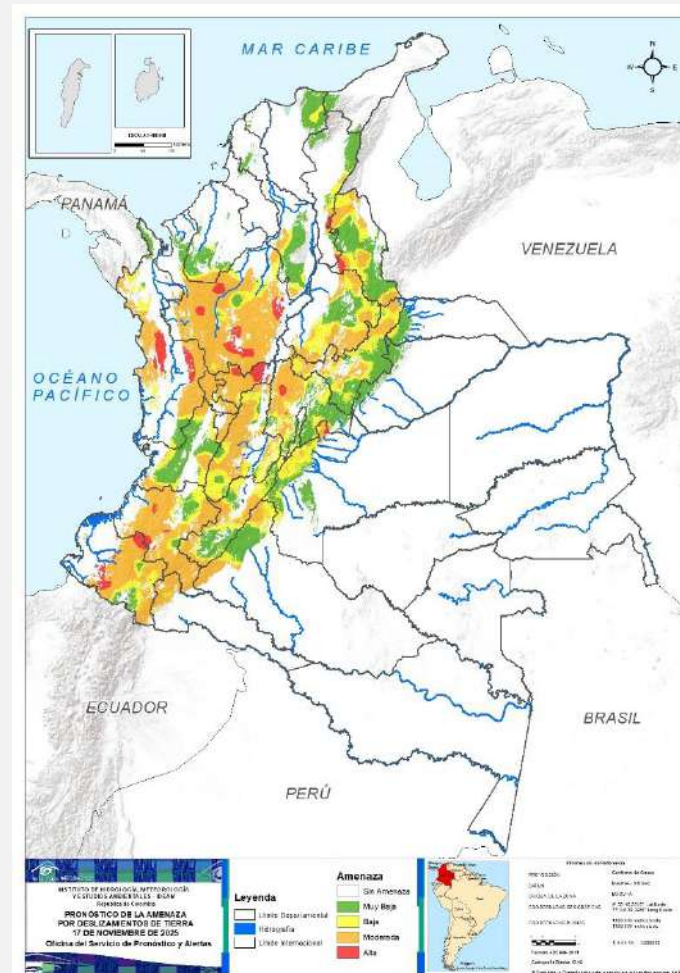 MAR CARIBE
N
W
E
S
PANAMÁ
VENEZUELA
OCÉANO
PACÍFICO
ECUADOR
BRASIL
PERÚ
INSTITUTO DE HIDROLOGÍA, METEOROLOGÍA
Y ESTUDIOS AMBIENTALES - IDEAM
República de Colombia
PRONÓSTICO DE LA AMENAZA
POR DESLIZAMIENTOS DE TIERRA
17 DE NOVIEMBRE DE 2025
Oficina del Servicio de Pronóstico y Alertas
Leyenda
Límite Departamental
Hidrografía
Límite Internacional
Amenaza
Sin Amenaza
Muy Baja
Baja
Moderada
Alta